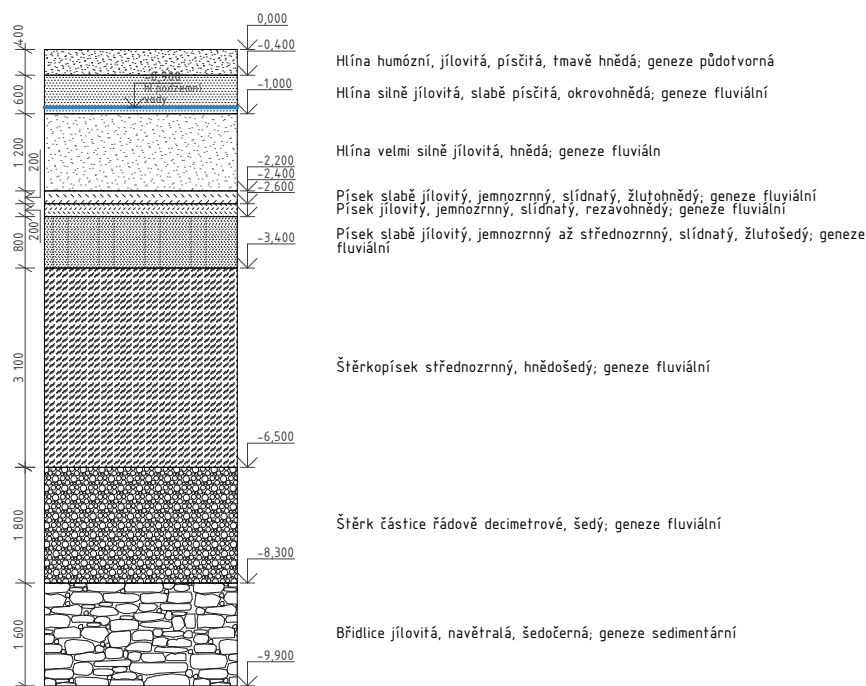 0,000
400
-0,400
Hlína humózní, jílovitá, písčitá, tmavě hnědá; geneze půdotvorná
-0,900
hl.podzemní
vody
600
-1,000
Hlína silně jílovitá, slabě písčitá, okrovohnědá; geneze fluviální
1 200
200
Hlína velmi silně jílovitá, hnědá; geneze fluviáln
-2,200
-2,400
-2,600
Písek slabě jílovitý, jemnozrnný, slídnatý, žlutohnědý; geneze fluviální
Písek jílovitý, jemnozrnný, slídnatý, rezavohnědý; geneze fluviální
200
800
-3,400
Písek slabě jílovitý, jemnozrnný až střednozrnný, slídnatý, žlutošedý; geneze
fluviální
3 100
Štěrkopísek střednozrnný, hnědošedý; geneze fluviální
-6,500
1 800
Štěrk částice řádově decimetrové, šedý; geneze fluviální
-8,300
1 600
Břidlice jílovitá, navětralá, šedočerná; geneze sedimentární
-9,900